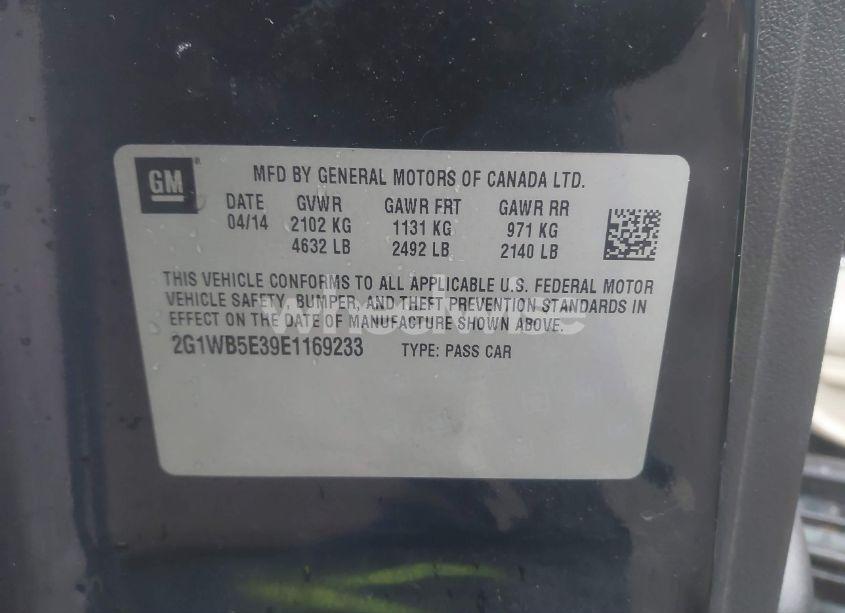 GM
MFD BY GENERAL MOTORS OF CANADA LTD.
DATE GVWR GAWR FRT GAWR RR
04/14 2102 KG 1131 KG 971 KG
4632 LB 2492 LB 2140 LB
THIS VEHICLE CONFORMS TO ALL APPLICABLE U.S. FEDERAL MOTOR
VEHICLE SAFETY, BUMPER, AND THEFT PREVENTION STANDARDS IN
EFFECT ON THE DATE OF MANUFACTURE SHOWN ABOVE.
2G1WB5E39E1169233 TYPE: PASS CAR